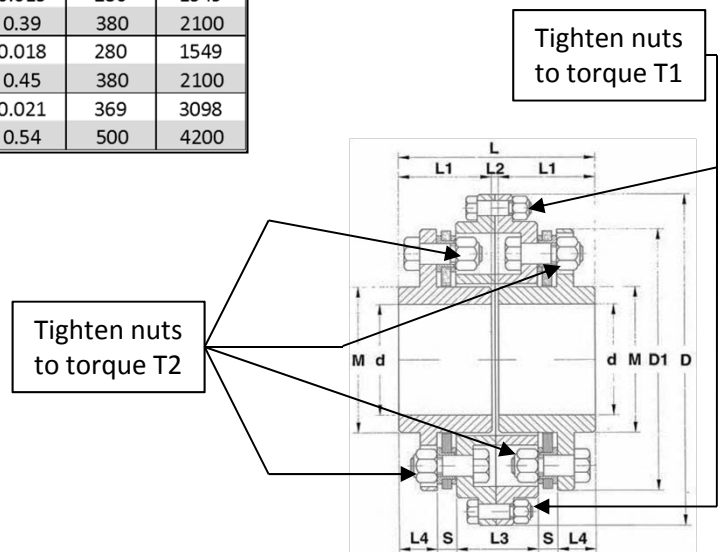 0.39 380 2100
0.018 280 1549
0.45 380 2100
0.021 369 3098
0.54 500 4200
Tighten nuts
to torque T1
L
L1 L2 L1
Tighten nuts
to torque T2
M d d M D1 D
L4 S L3 S L4